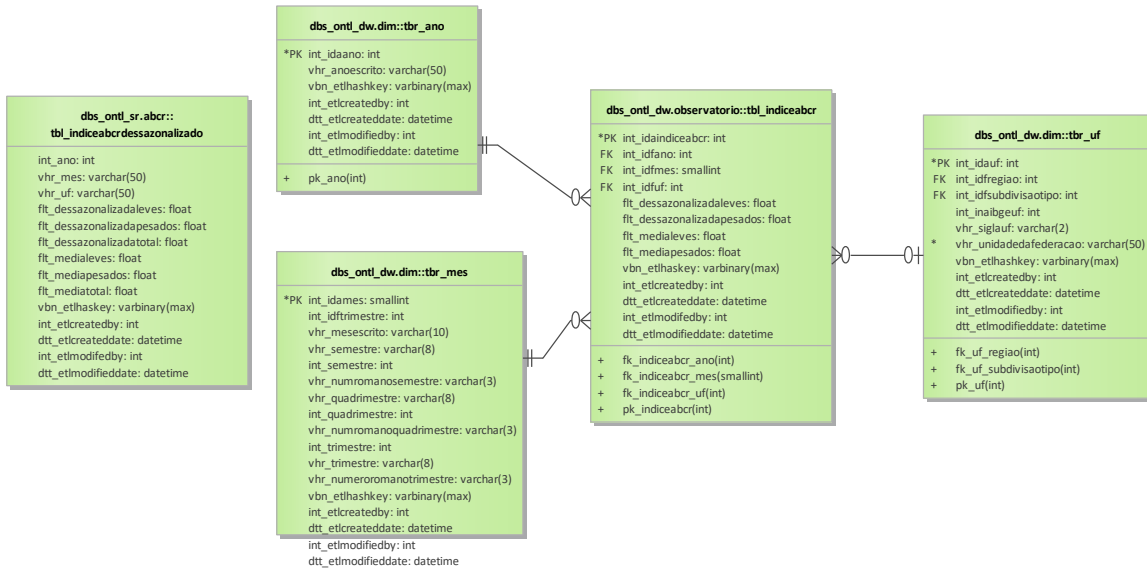 dbs_ontl_sr.abcr::
tbl_indiceabcrdessazonalizado
int_ano: int
vhr_mes: varchar(50)
vhr_uf: varchar(50)
flt_dessazonalizadaleves: float
flt_dessazonalizadapesados: float
flt_dessazonalizadatotal: float
flt_medialeves: float
flt_mediapesados: float
flt_mediatotal: float
vbn_etlhaskey: varbinary(max)
int_etlcreatedby: int
dtt_etlcreateddate: datetime
int_etlmodifedby: int
dtt_etlmodifieddate: datetime
dbs_ontl_dw.dim::tbr_ano
*PK int_idaano: int
vhr_anoescrito: varchar(50)
vbn_etlhashkey: varbinary(max)
int_etlcreatedby: int
dtt_etlcreateddate: datetime
int_etlmodifiedby: int
dtt_etlmodifieddate: datetime
+ pk_ano(int)
dbs_ontl_dw.dim::tbr_mes
*PK int_idames: smallint
int_idftrimestre: int
vhr_mesescrito: varchar(10)
vhr_semestre: varchar(8)
int_semestre: int
vhr_numromanosemestre: varchar(3)
vhr_quadrimestre: varchar(8)
int_quadrimestre: int
vhr_numromanoquadrimestre: varchar(3)
int_trimestre: int
vhr_trimestre: varchar(8)
vhr_numeroromanotrimestre: varchar(3)
vbn_etlhashkey: varbinary(max)
int_etlcreatedby: int
dtt_etlcreateddate: datetime
int_etlmodifiedby: int
dtt_etlmodifieddate: datetime
dbs_ontl_dw.observatorio::tbl_indiceabcr
*PK int_idaindiceabcr: int
FK int_idfano: int
FK int_idfmes: smallint
FK int_idfuf: int
flt_dessazonalizadaleves: float
flt_dessazonalizadapesados: float
flt_medialeves: float
flt_mediapesados: float
vbn_etlhaskey: varbinary(max)
int_etlcreatedby: int
dtt_etlcreateddate: datetime
int_etlmodifedby: int
dtt_etlmodifieddate: datetime
+ fk_indiceabcr_ano(int)
+ fk_indiceabcr_mes(smallint)
+ fk_indiceabcr_uf(int)
+ pk_indiceabcr(int)
dbs_ontl_dw.dim::tbr_uf
*PK int_idauf: int
FK int_idfregiao: int
FK int_idfsubdivisaotipo: int
int_inaibgeuf: int
vhr_siglauf: varchar(2)
* vhr_unidadedafederacao: varchar(50)
vbn_etlhashkey: varbinary(max)
int_etlcreatedby: int
dtt_etlcreateddate: datetime
int_etlmodifiedby: int
dtt_etlmodifieddate: datetime
+ fk_uf_regiao(int)
+ fk_uf_subdivisaotipo(int)
+ pk_uf(int)